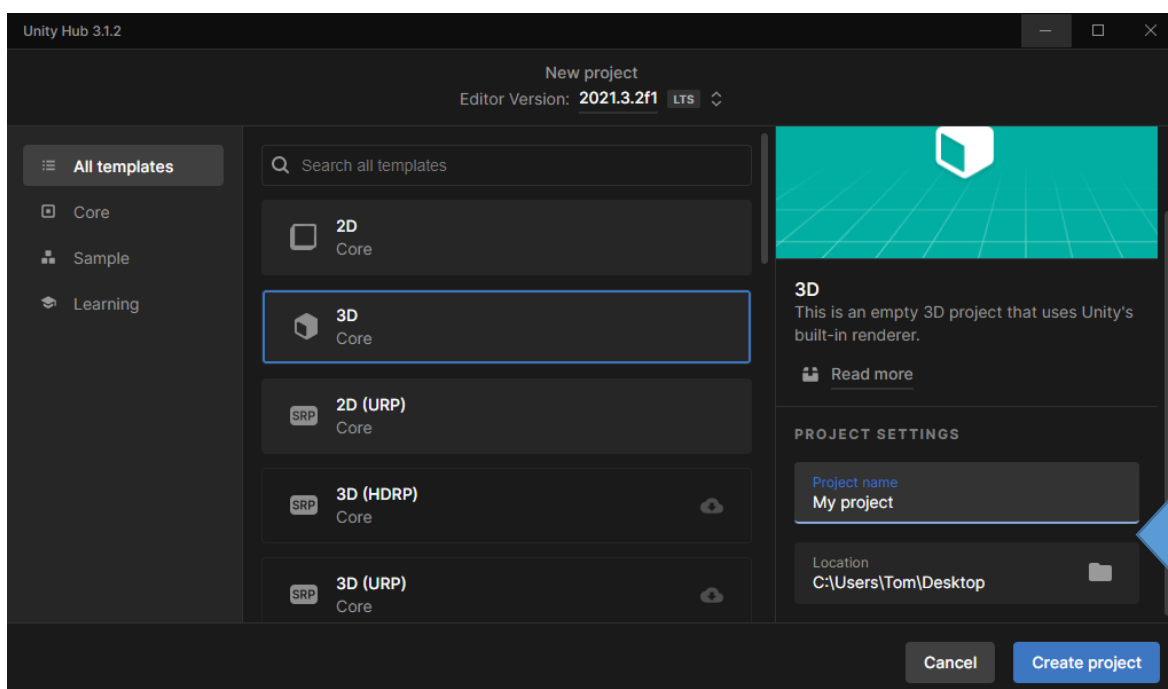 Unity Hub 3.1.2
New project
Editor Version: 2021.3.2f1 LTS
All templates
Core
Sample
Learning
Search all templates
2D
Core
3D
Core
SRP
2D (URP)
Core
SRP
3D (HDRP)
Core
SRP
3D (URP)
Core
3D
This is an empty 3D project that uses Unity's
built-in renderer.
Read more
PROJECT SETTINGS
Project name
My project
Location
C:\Users\Tom\Desktop
Cancel
Create project